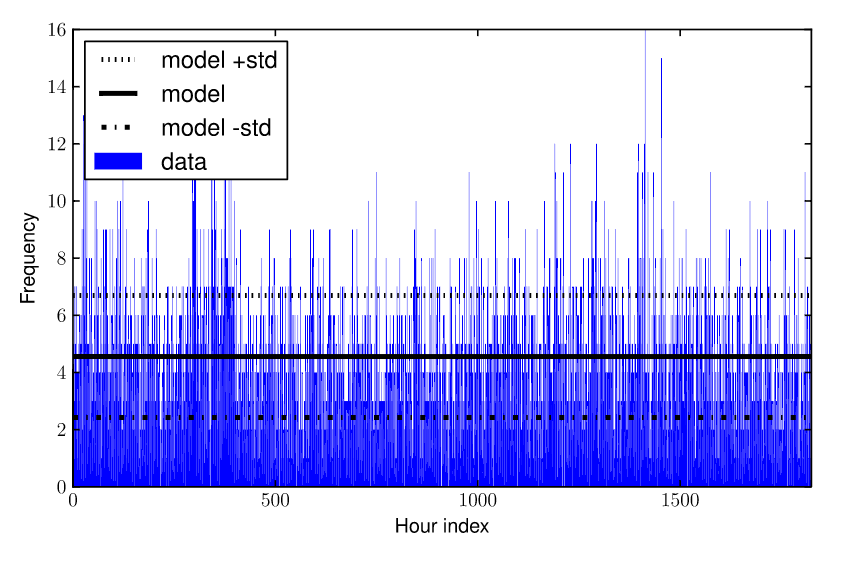 16
14
12
10
8
6
4
2
0
Frequency
model +std
model
model -std
data
0 500 1000 1500
Hour index